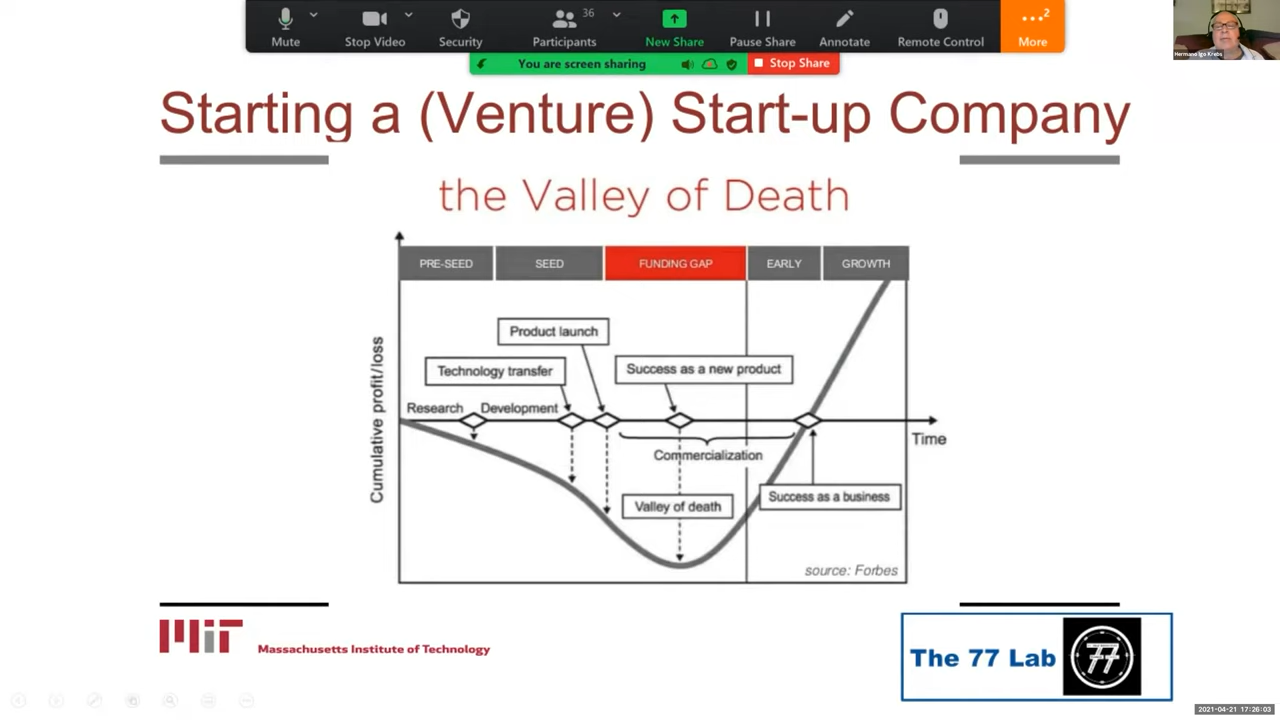 36
2
Mute
Stop Video
Security
Participants
New Share
Pause Share
Annotate
Remote Control
More
You are screen sharing
Stop Share
Hermano Igo Krebs
Starting a (Venture) Start-up Company
the Valley of Death
PRE-SEED
SEED
FUNDING GAP
EARLY
GROWTH
Product launch
Technology transfer
Success as a new product
Research
Development
Cumulative profit/loss
Time
Commercialization
Valley of death
Success as a business
source: Forbes
MIT
Massachusetts Institute of Technology
The 77 Lab
77
2021-04-21 17:26:03